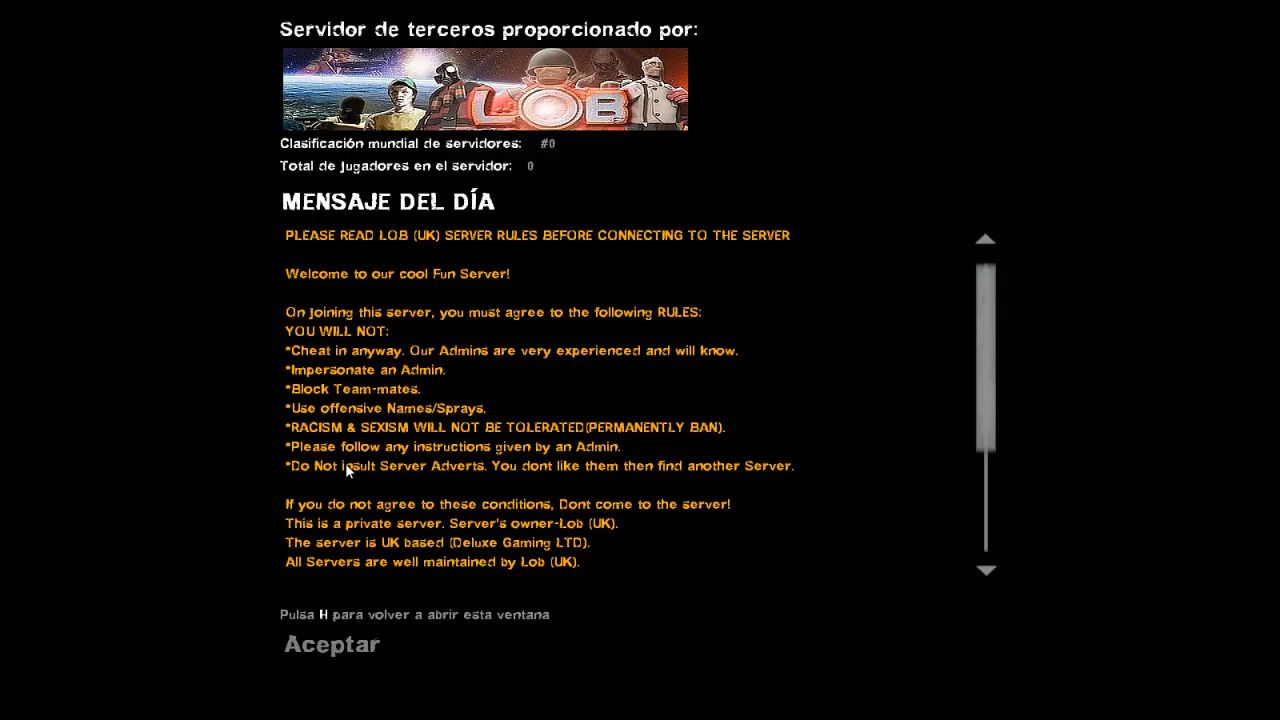 Servidor de terceros proporcionado por:
LOB
Clasificación mundial de servidores: #0
Total de jugadores en el servidor: 0
MENSAJE DEL DÍA
PLEASE READ LOB (UK) SERVER RULES BEFORE CONNECTING TO THE SERVER
Welcome to our cool Fun Server!
On joining this server, you must agree to the following RULES:
YOU WILL NOT:
*Cheat in anyway. Our Admins are very experienced and will know.
*Impersonate an Admin.
*Block Team-mates.
*Use offensive Names/Sprays.
*RACISM & SEXISM WILL NOT BE TOLERATED(PERMANENTLY BAN).
*Please follow any instructions given by an Admin.
*Do Not insult Server Adverts. You dont like them then find another Server.
If you do not agree to these conditions, Dont come to the server!
This is a private server. Server's owner-Lob (UK).
The server is UK based (Deluxe Gaming LTD).
All Servers are well maintained by Lob (UK).
Pulsa H para volver a abrir esta ventana
Aceptar